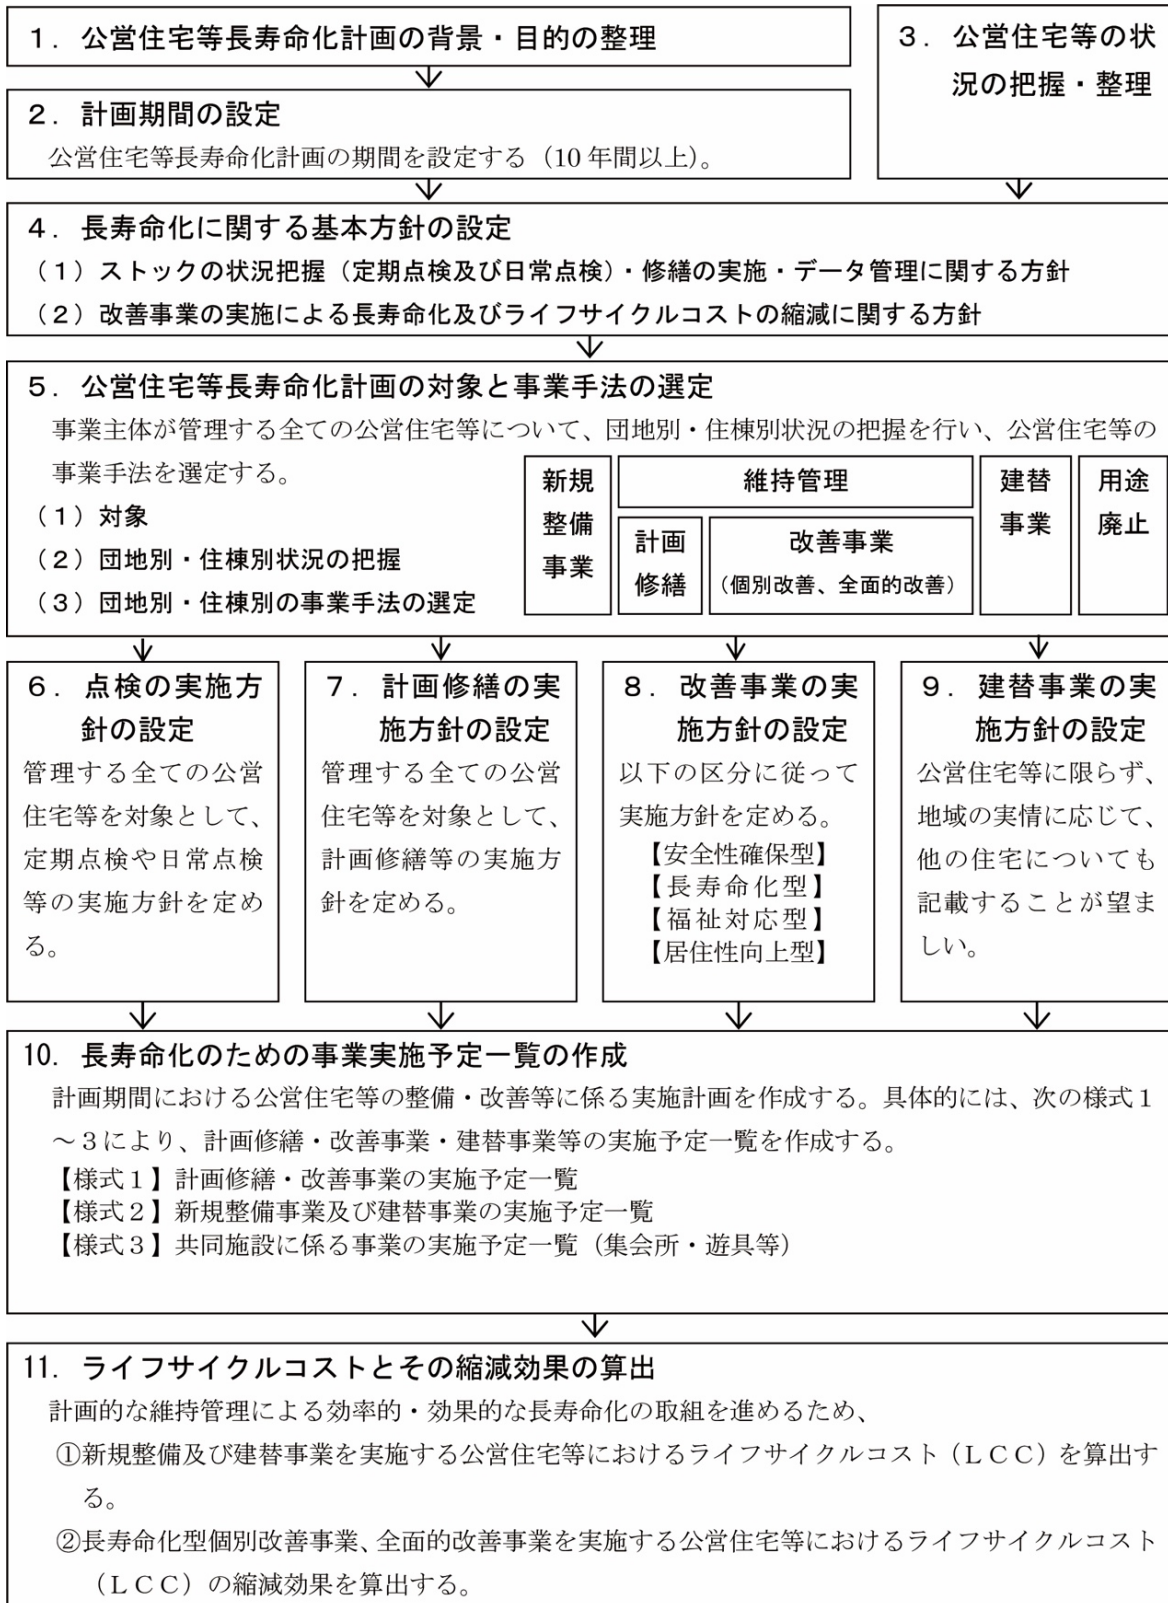 １．公営住宅等長寿命化計画の背景・目的の整理
３．公営住宅等の状
況の把握・整理
２．計画期間の設定
公営住宅等長寿命化計画の期間を設定する（10 年間以上）。
４．長寿命化に関する基本方針の設定
（１）ストックの状況把握（定期点検及び日常点検）・修繕の実施・データ管理に関する方針
（２）改善事業の実施による長寿命化及びライフサイクルコストの縮減に関する方針
５．公営住宅等長寿命化計画の対象と事業手法の選定
事業主体が管理する全ての公営住宅等について、団地別・住棟別状況の把握を行い、公営住宅等の
事業手法を選定する。
（１）対象
（２）団地別・住棟別状況の把握
（３）団地別・住棟別の事業手法の選定
新規
整備
事業
維持管理
計画
修繕
改善事業
（個別改善、全面的改善）
建替
事業
用途
廃止
６．点検の実施方
針の設定
管理する全ての公営
住宅等を対象として、
定期点検や日常点検
等の実施方針を定め
る。
７．計画修繕の実
施方針の設定
管理する全ての公営
住宅等を対象として、
計画修繕等の実施方
針を定める。
８．改善事業の実
施方針の設定
以下の区分に従って
実施方針を定める。
【安全性確保型】
【長寿命化型】
【福祉対応型】
【居住性向上型】
９．建替事業の実
施方針の設定
公営住宅等に限らず、
地域の実情に応じて、
他の住宅についても
記載することが望ま
しい。
10．長寿命化のための事業実施予定一覧の作成
計画期間における公営住宅等の整備・改善等に係る実施計画を作成する。具体的には、次の様式１
～３により、計画修繕・改善事業・建替事業等の実施予定一覧を作成する。
【様式１】計画修繕・改善事業の実施予定一覧
【様式２】新規整備事業及び建替事業の実施予定一覧
【様式３】共同施設に係る事業の実施予定一覧（集会所・遊具等）
11．ライフサイクルコストとその縮減効果の算出
計画的な維持管理による効率的・効果的な長寿命化の取組を進めるため、
①新規整備及び建替事業を実施する公営住宅等におけるライフサイクルコスト（ＬＣＣ）を算出す
る。
②長寿命化型個別改善事業、全面的改善事業を実施する公営住宅等におけるライフサイクルコスト
（ＬＣＣ）の縮減効果を算出する。